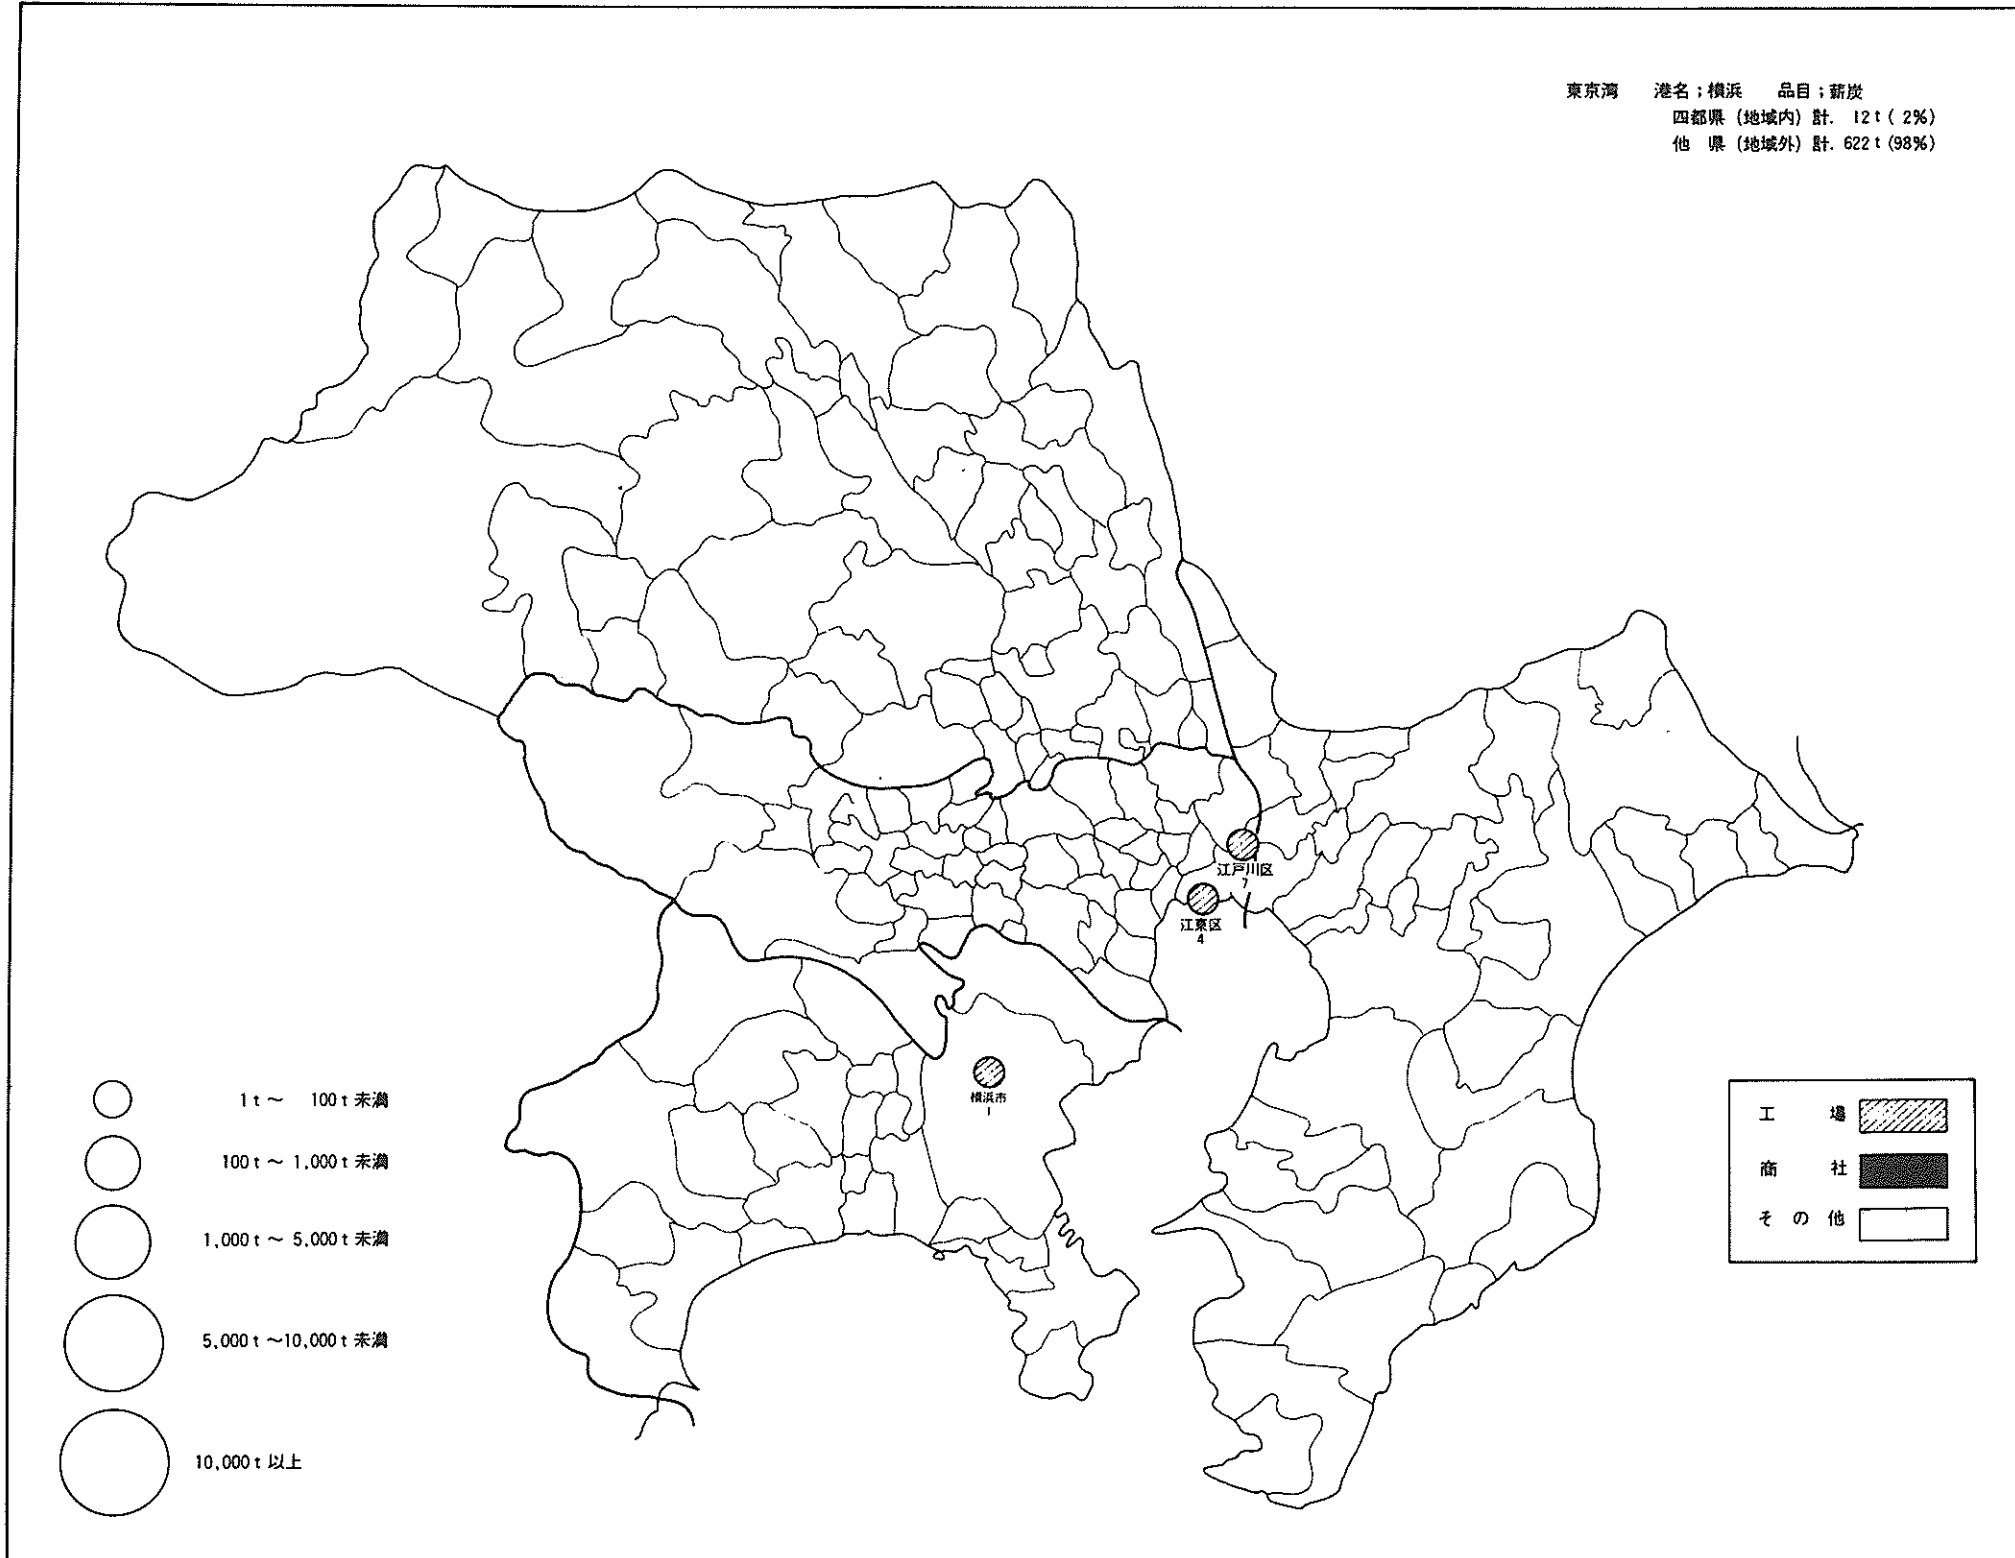 東京湾 港名;横浜 品目;薪炭
四都県(地域内)計. 12t( 2%)
他 県(地域外)計. 622t(98%)
江戸川区
7
江東区
4
横浜市
1
1t~ 100t未満
100t~ 1,000t未満
1,000t~ 5,000t未満
5,000t~10,000t未満
10,000t以上
工 場
商 社
その他